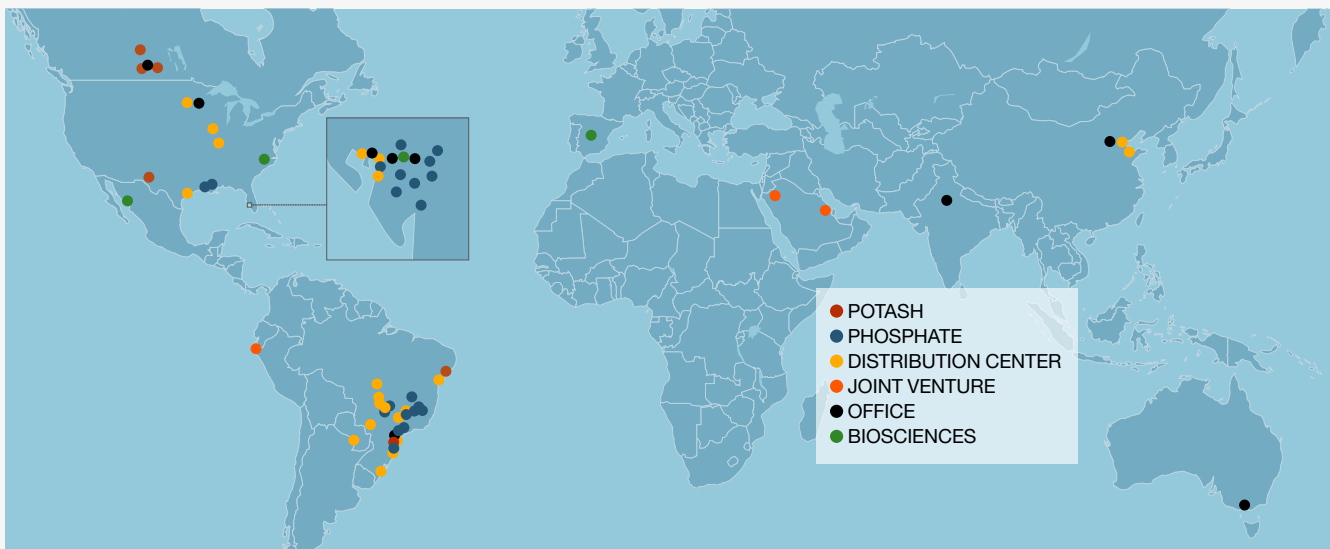 POTASH
PHOSPHATE
DISTRIBUTION CENTER
JOINT VENTURE
OFFICE
BIOSCIENCES